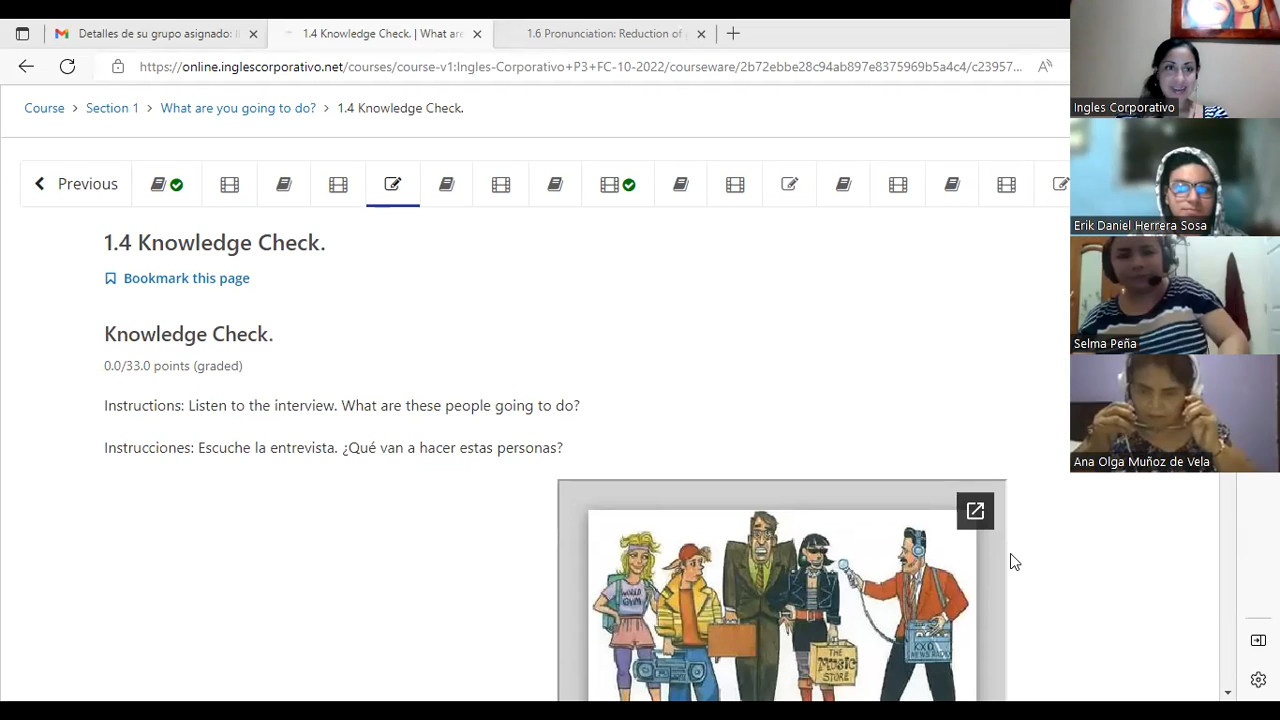 Detalles de su grupo asignado: I
1.4 Knowledge Check. | What are
1.6 Pronunciation: Reduction of
https://online.inglescorporativo.net/courses/course-v1:Ingles-Corporativo+P3+FC-10-2022/courseware/2b72ebbe28c94ab897e8375969b5a4c4/c23957...
Course > Section 1 > What are you going to do? > 1.4 Knowledge Check.
Previous
1.4 Knowledge Check.
Bookmark this page
Knowledge Check.
0.0/33.0 points (graded)
Instructions: Listen to the interview. What are these people going to do?
Instrucciones: Escuche la entrevista. ¿Qué van a hacer estas personas?
WORLD
GYM
THE
MUSIC
STORE
KXO
NEWS RADIO
Ingles Corporativo
Erik Daniel Herrera Sosa
Selma Peña
Ana Olga Muñoz de Vela